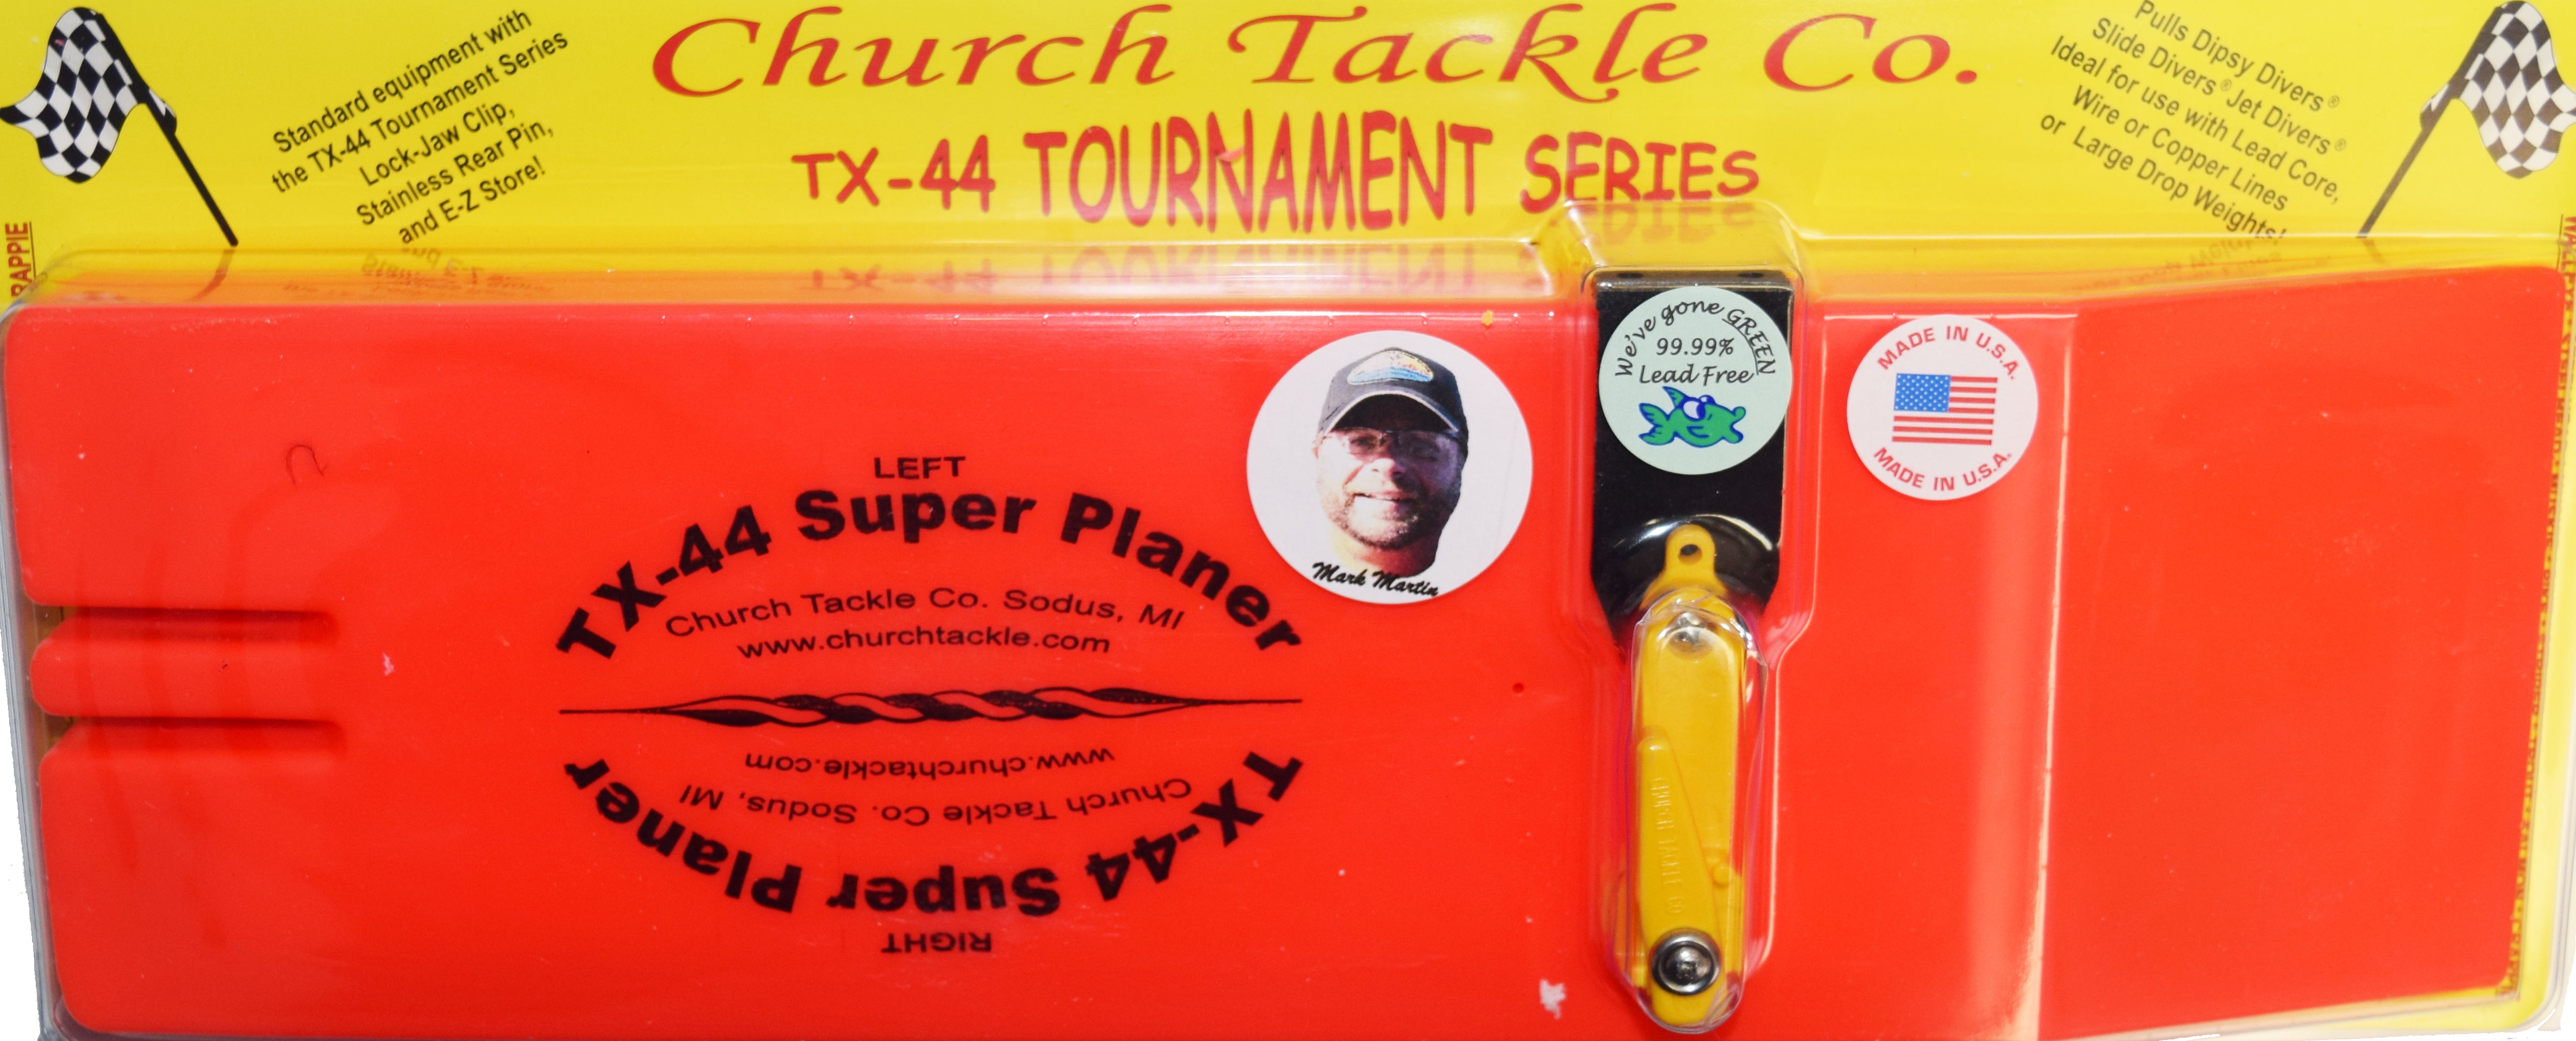 Church Tackle Co.
TX-44 TOURNAMENT SERIES
Standard equipment with
the TX-44 Tournament Series
Lock-Jaw Clip,
Stainless Rear Pin,
and E-Z Store!
Pulls Dipsy Divers®
Slide Divers® Jet Divers®
Ideal for use with Lead Core,
Wire or Copper Lines
or Large Drop Weights!
RAPPIE
We've gone GREEN
99.99%
Lead Free
MADE IN U.S.A.
MADE IN U.S.A.
Mark Martin
LEFT
TX-44 Super Planer
Church Tackle Co. Sodus, MI
www.churchtackle.com
www.churchtackle.com
Church Tackle Co. Sodus, MI
TX-44 Super Planer
RIGHT
CHURCH TACKLE CO